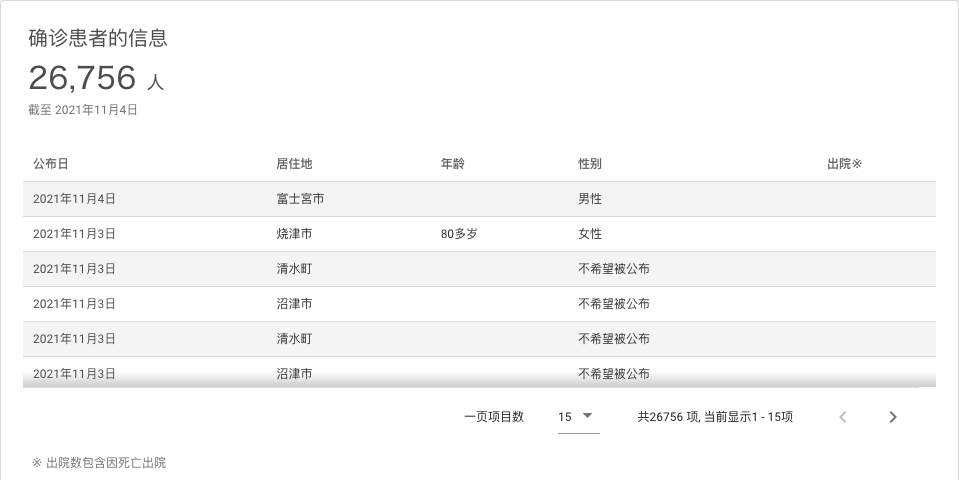 确诊患者的信息
26,756 人
截至 2021年11月4日
公布日 居住地 年龄 性别 出院※
2021年11月4日 富士宮市 男性
2021年11月3日 烧津市 80多岁 女性
2021年11月3日 清水町 不希望被公布
2021年11月3日 沼津市 不希望被公布
2021年11月3日 清水町 不希望被公布
2021年11月3日 沼津市 不希望被公布
一页项目数 15 共26756 项, 当前显示1 - 15项
※ 出院数包含因死亡出院